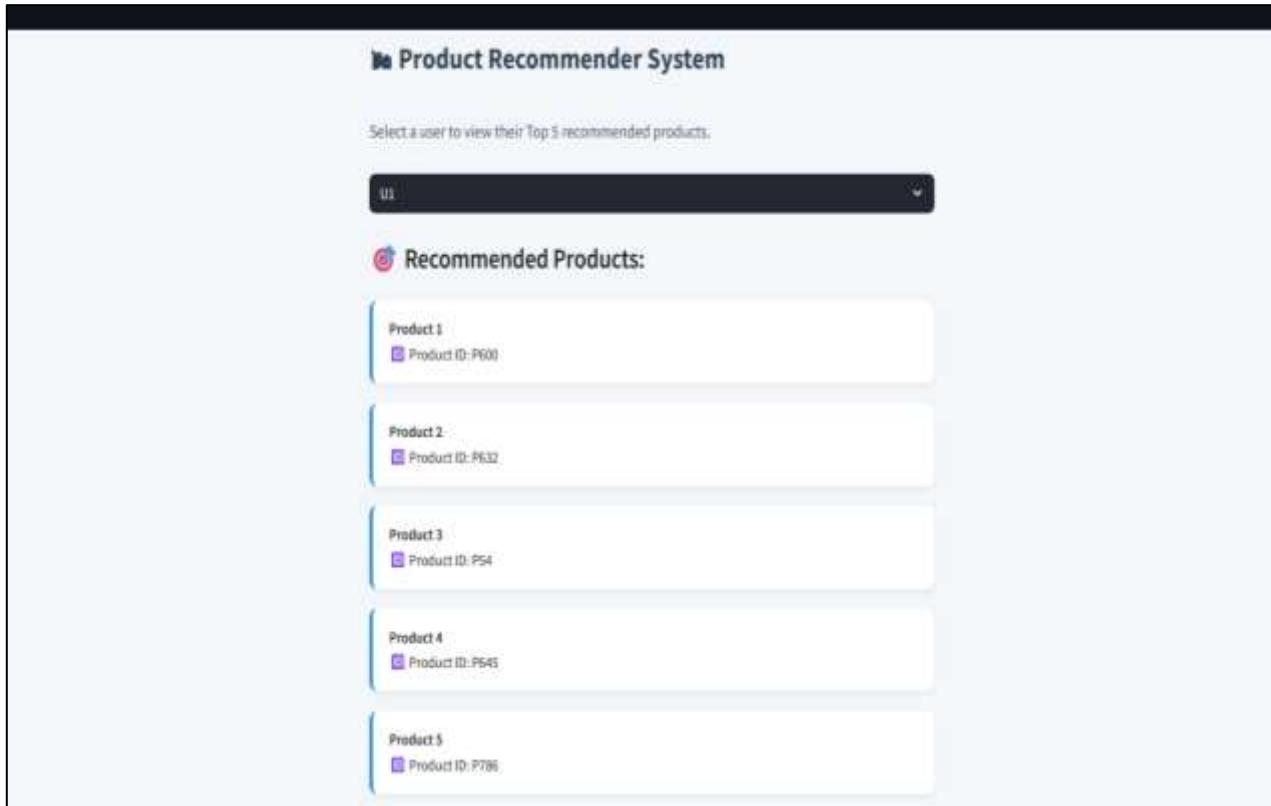 Product Recommender System
Select a user to view their Top 5 recommended products.
U1
Recommended Products:
Product 1
Product ID: P600
Product 2
Product ID: P632
Product 3
Product ID: P54
Product 4
Product ID: P645
Product 5
Product ID: P786